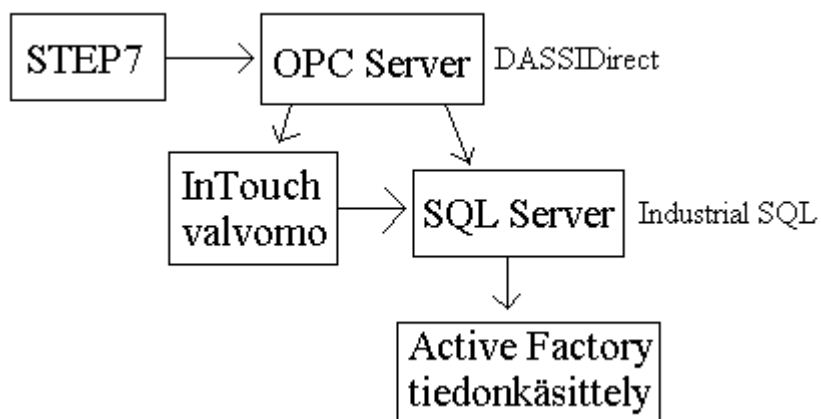 STEP7
OPC Server
DASSIDirect
InTouch
valvomo
SQL Server
Industrial SQL
Active Factory
tiedonkäsittely